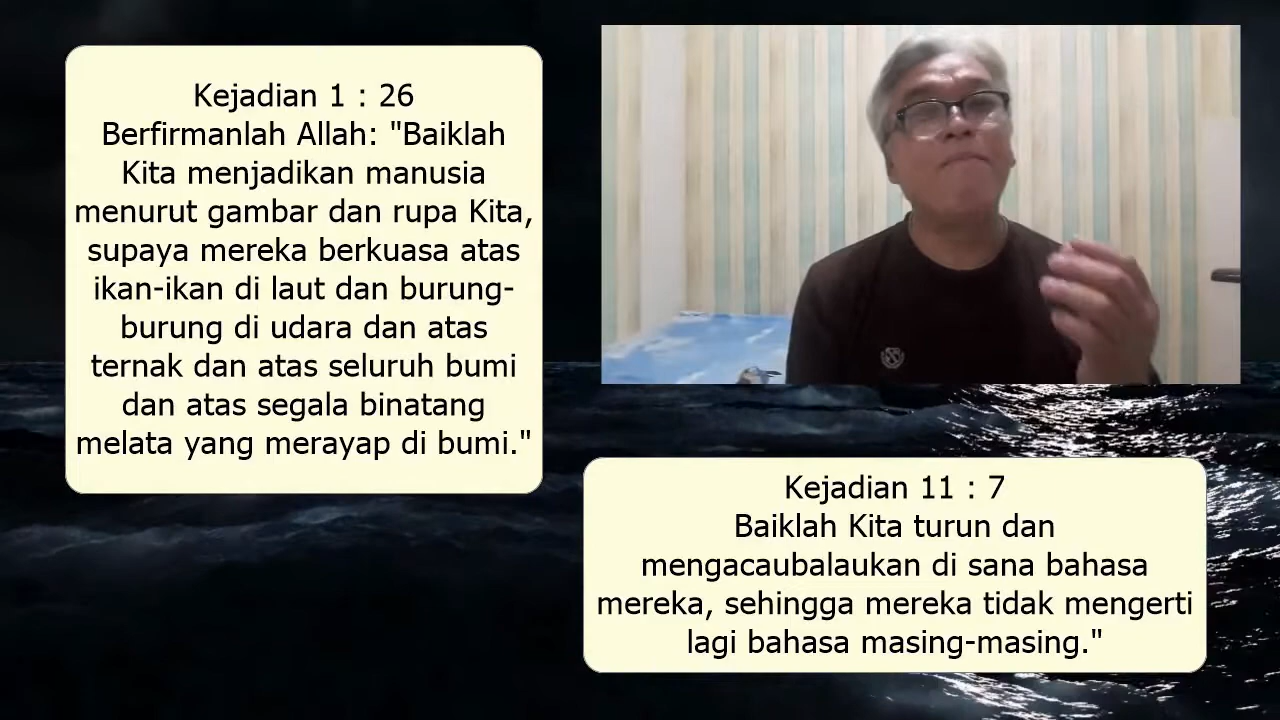 Kejadian 1 : 26
Berfirmanlah Allah: "Baiklah
Kita menjadikan manusia
menurut gambar dan rupa Kita,
supaya mereka berkuasa atas
ikan-ikan di laut dan burung-
burung di udara dan atas
ternak dan atas seluruh bumi
dan atas segala binatang
melata yang merayap di bumi."
Kejadian 11 : 7
Baiklah Kita turun dan
mengacaubalaukan di sana bahasa
mereka, sehingga mereka tidak mengerti
lagi bahasa masing-masing."